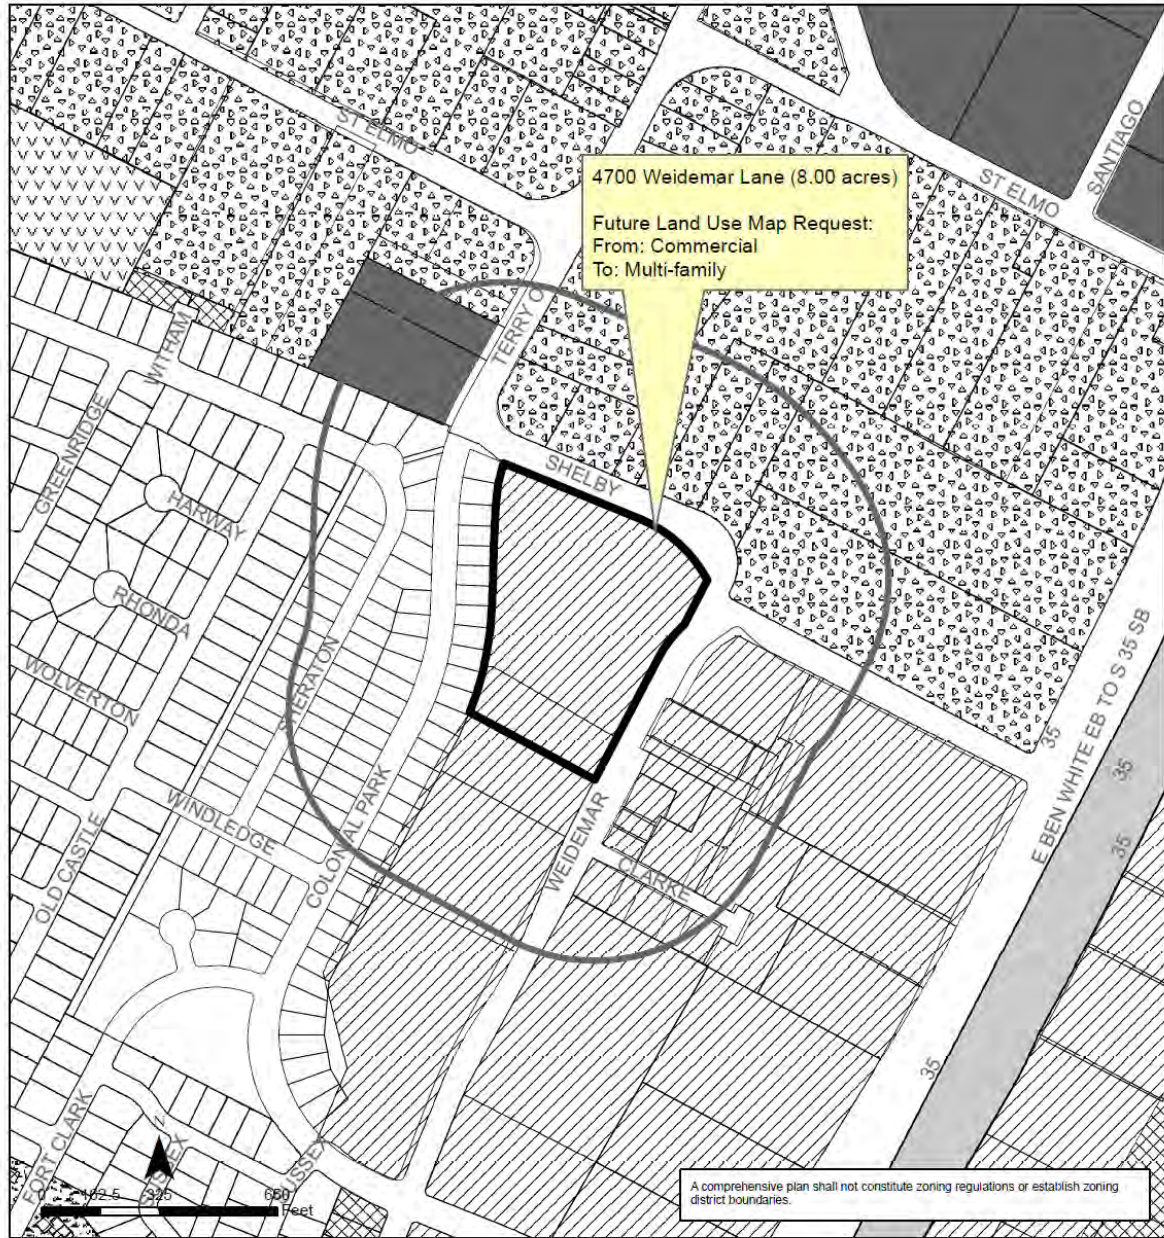 ST ELMO
SANTIAGO
ST ELMO
4700 Weidemar Lane (8.00 acres)
Future Land Use Map Request:
From: Commercial
To: Multi-family
WITHAM
TERRY O
GREENRIDGE
SHELBY
HARWAY
RHONDA
WOLVERTON
SHERATON
E BEN WHITE EB TO S 35 SB
35
35
35
WINDLEDGE
COLONIAL PARK
WEIDEMAR
CLARKE
OLD CASTLE
35
FORT CLARK
N
USSEX
0 162.5 325 650
Feet
A comprehensive plan shall not constitute zoning regulations or establish zoning
district boundaries.